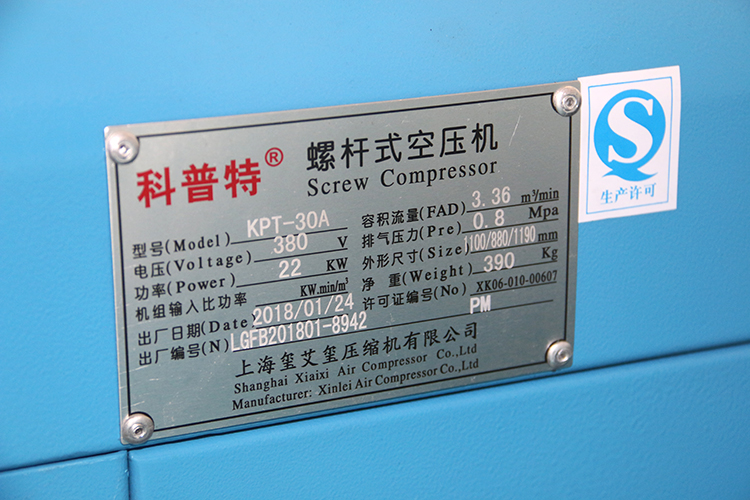 科普特® 螺杆式空压机
Screw Compressor
型号(Model) KPT-30A 容积流量(FAD) 3.36 m³/min
电压(Voltage) 380 V 排气压力(Pre) 0.8 Mpa
功率(Power) 22 KW 外形尺寸(Size) 1100/880/1190 mm
机组输入比功率 KW.min/m³ 净 重(Weight) 390 Kg
出厂日期(Date) 2018/01/24 许可证编号(No) XK06-010-00607
出厂编号(N) LGFB201801-8942 PM
上海玺艾玺压缩机有限公司
Shanghai Xiaixi Air Compressor Co.,Ltd
Manufacturer: Xinlei Air Compressor Co.,Ltd
S
生产许可